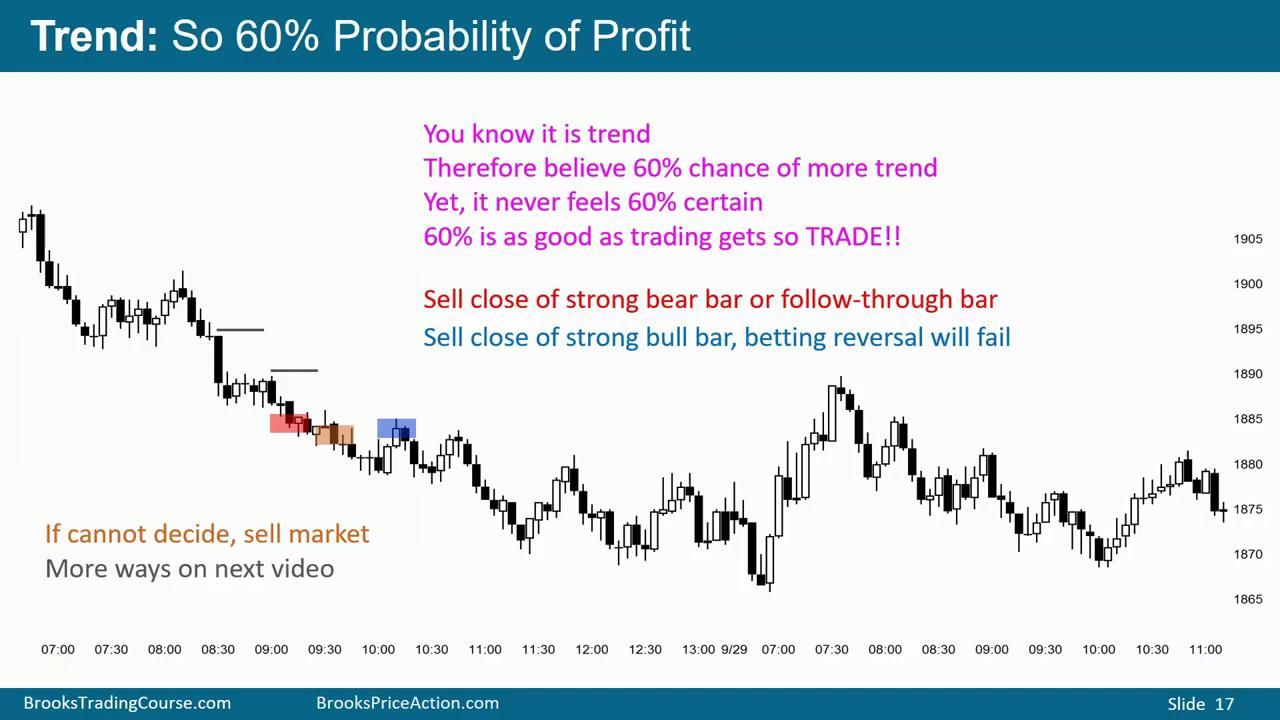 Trend: So 60% Probability of Profit
You know it is trend
Therefore believe 60% chance of more trend
Yet, it never feels 60% certain
60% is as good as trading gets so TRADE!!
Sell close of strong bear bar or follow-through bar
Sell close of strong bull bar, betting reversal will fail
1905
1900
1895
1890
1885
1880
1875
1870
1865
If cannot decide, sell market
More ways on next video
07:00 07:30 08:00 08:30 09:00 09:30 10:00 10:30 11:00 11:30 12:00 12:30 13:00 9/29 07:00 07:30 08:00 08:30 09:00 09:30 10:00 10:30 11:00
BrooksTradingCourse.com BrooksPriceAction.com Slide 17